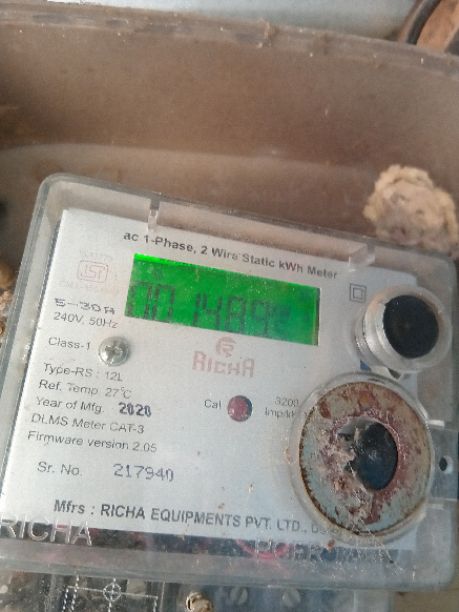 ac 1-Phase, 2 Wire Static kWh Meter
ISI
5-30A
240V, 50Hz
RICHA
Class-1
Type-RS : 12L
Ref. Temp. 27°C
Cal
3200
Year of Mfg. 2020
DLMS Meter CAT-3
Firmware version 2.05
Sr. No. 217940
Mfrs : RICHA EQUIPMENTS PVT. LTD.,
RICHA